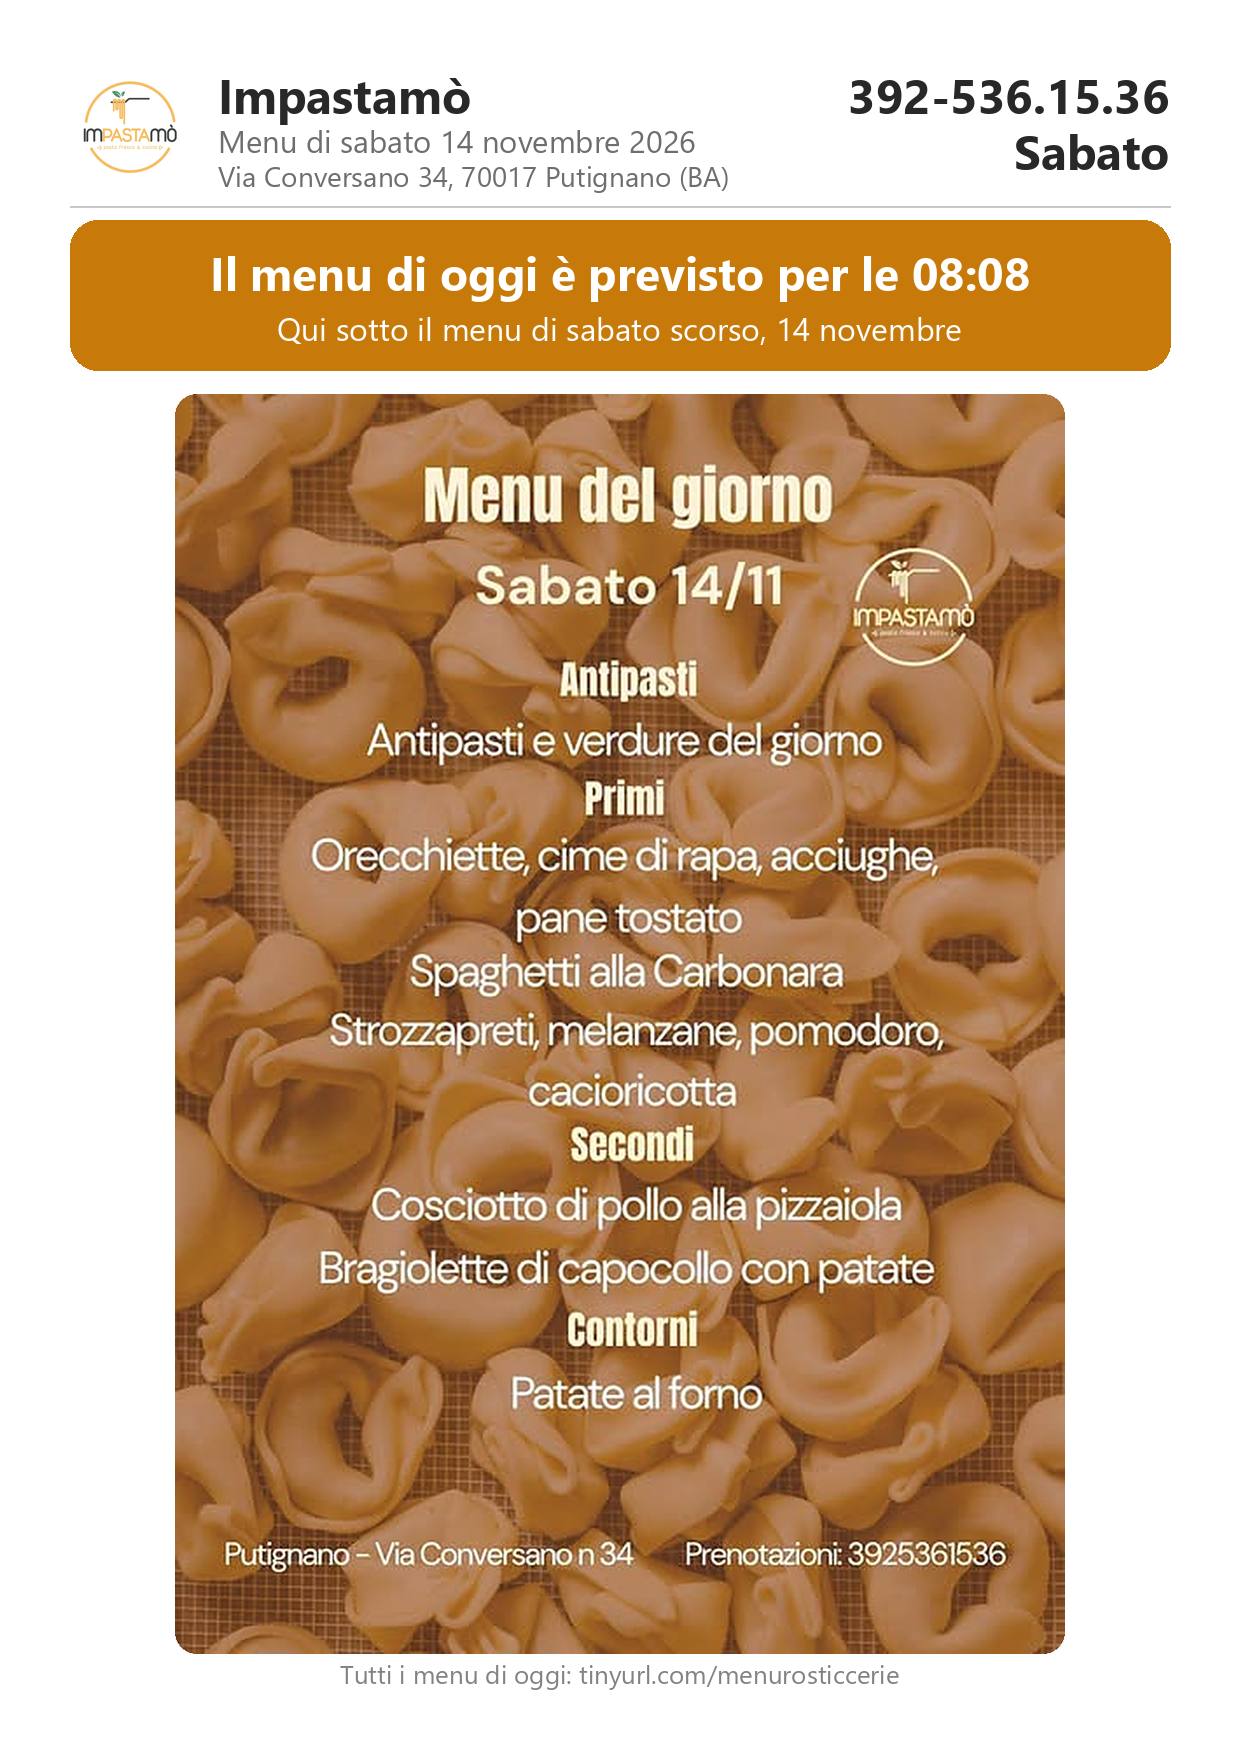 IMPASTAMÒ
Impastamò
Menu di sabato 14 novembre 2026
Via Conversano 34, 70017 Putignano (BA)
392-536.15.36
Sabato
Il menu di oggi è previsto per le 08:08
Qui sotto il menu di sabato scorso, 14 novembre
Menu del giorno
Sabato 14/11
IMPASTAMÒ
Antipasti
Antipasti e verdure del giorno
Primi
Orecchiette, cime di rapa, acciughe,
pane tostato
Spaghetti alla Carbonara
Strozzapreti, melanzane, pomodoro,
cacioricotta
Secondi
Cosciotto di pollo alla pizzaiola
Bragiolette di capocollo con patate
Contorni
Patate al forno
Putignano – Via Conversano n 34
Prenotazioni: 3925361536
Tutti i menu di oggi: tinyurl.com/menurosticcerie